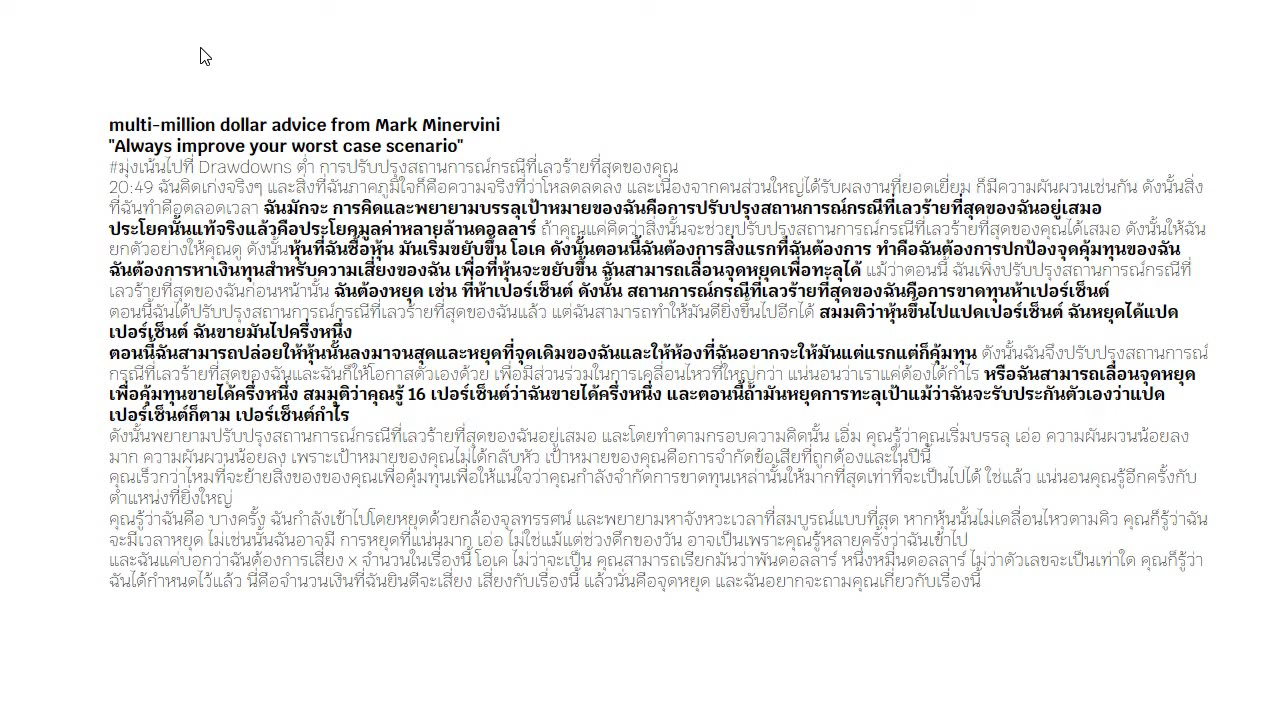 multi-million dollar advice from Mark Minervini
"Always improve your worst case scenario"
#มุ่งเน้นไปที่ Drawdowns ต่ำ การปรับปรุงสถานการณ์กรณีที่เลวร้ายที่สุดของคุณ
20:49 ฉันคิดเก่งจริงๆ และสิ่งที่ฉันภาคภูมิใจก็คือความจริงที่ว่าโหลดลดลง และเนื่องจากคนส่วนใหญ่ได้รับผลงานที่ยอดเยี่ยม ก็มีความผันผวนเช่นกัน ดังนั้นสิ่ง
ที่ฉันทำคือตลอดเวลา ฉันมักจะ การคิดและพยายามบรรลุเป้าหมายของฉันคือการปรับปรุงสถานการณ์กรณีที่เลวร้ายที่สุดของฉันอยู่เสมอ
ประโยคนั้นแท้จริงแล้วคือประโยคมูลค่าหลายล้านดอลลาร์ ถ้าคุณแค่คิดว่าสิ่งนั้นจะช่วยปรับปรุงสถานการณ์กรณีที่เลวร้ายที่สุดของคุณได้เสมอ ดังนั้นให้ฉัน
ยกตัวอย่างให้คุณดู ดังนั้นหุ้นที่ฉันซื้อหุ้น มันเริ่มขยับขึ้น โอเค ดังนั้นตอนนี้ฉันต้องการสิ่งแรกที่ฉันต้องการ ทำคือฉันต้องการปกป้องจุดคุ้มทุนของฉัน
ฉันต้องการหาเงินทุนสำหรับความเสี่ยงของฉัน เพื่อที่หุ้นจะขยับขึ้น ฉันสามารถเลื่อนจุดหยุดเพื่อทะลุได้ แม้ว่าตอนนี้ ฉันเพิ่งปรับปรุงสถานการณ์กรณีที่
เลวร้ายที่สุดของฉันก่อนหน้านั้น ฉันต้องหยุด เช่น ที่ห้าเปอร์เซ็นต์ ดังนั้น สถานการณ์กรณีที่เลวร้ายที่สุดของฉันคือการขาดทุนห้าเปอร์เซ็นต์
ตอนนี้ฉันได้ปรับปรุงสถานการณ์กรณีที่เลวร้ายที่สุดของฉันแล้ว แต่ฉันสามารถทำให้มันดียิ่งขึ้นไปอีกได้ สมมติว่าหุ้นขึ้นไปแปดเปอร์เซ็นต์ ฉันหยุดได้แปด
เปอร์เซ็นต์ ฉันขายมันไปครึ่งหนึ่ง
ตอนนี้ฉันสามารถปล่อยให้หุ้นนั้นลงมาจนสุดและหยุดที่จุดเดิมของฉันและให้ห้องที่ฉันอยากจะให้มันแต่แรกแต่ก็คุ้มทุน ดังนั้นฉันจึงปรับปรุงสถานการณ์
กรณีที่เลวร้ายที่สุดของฉันและฉันก็ให้โอกาสตัวเองด้วย เพื่อมีส่วนร่วมในการเคลื่อนไหวที่ใหญ่กว่า แน่นอนว่าเราแค่ต้องได้กำไร หรือฉันสามารถเลื่อนจุดหยุด
เพื่อคุ้มทุนขายได้ครึ่งหนึ่ง สมมุติว่าคุณรู้ 16 เปอร์เซ็นต์ว่าฉันขายได้ครึ่งหนึ่ง และตอนนี้ถ้ามันหยุดการทะลุเป้าแม้ว่าฉันจะรับประกันตัวเองว่าแปด
เปอร์เซ็นต์ก็ตาม เปอร์เซ็นต์กำไร
ดังนั้นพยายามปรับปรุงสถานการณ์กรณีที่เลวร้ายที่สุดของฉันอยู่เสมอ และโดยทำตามกรอบความคิดนั้น เอิ่ม คุณรู้ว่าคุณเริ่มบรรลุ เอ่อ ความผันผวนน้อยลง
มาก ความผันผวนน้อยลง เพราะเป้าหมายของคุณไม่ได้กลับหัว เป้าหมายของคุณคือการจำกัดข้อเสียที่ถูกต้องและในปีนี้
คุณเร็วกว่าไหมที่จะย้ายสิ่งของของคุณเพื่อคุ้มทุนเพื่อให้แน่ใจว่าคุณกำลังจำกัดการขาดทุนเหล่านั้นให้มากที่สุดเท่าที่จะเป็นไปได้ ใช่แล้ว แน่นอนคุณรู้อีกครั้งกับ
ตำแหน่งที่ยิ่งใหญ่
คุณรู้ว่าฉันคือ บางครั้ง ฉันกำลังเข้าไปโดยหยุดด้วยกล้องจุลทรรศน์ และพยายามหาจังหวะเวลาที่สมบูรณ์แบบที่สุด หากหุ้นนั้นไม่เคลื่อนไหวตามคิว คุณก็รู้ว่าฉัน
จะมีเวลาหยุด ไม่เช่นนั้นฉันอาจมี การหยุดที่แน่นมาก เอ่อ ไม่ใช่แม้แต่ช่วงดึกของวัน อาจเป็นเพราะคุณรู้หลายครั้งว่าฉันเข้าไป
และฉันแค่บอกว่าฉันต้องการเสี่ยง x จำนวนในเรื่องนี้ โอเค ไม่ว่าจะเป็น คุณสามารถเรียกมันว่าพันดอลลาร์ หนึ่งหมื่นดอลลาร์ ไม่ว่าตัวเลขจะเป็นเท่าใด คุณก็รู้ว่า
ฉันได้กำหนดไว้แล้ว นี่คือจำนวนเงินที่ฉันยินดีจะเสี่ยง เสี่ยงกับเรื่องนี้ แล้วนั่นคือจุดหยุด และฉันอยากจะถามคุณเกี่ยวกับเรื่องนี้